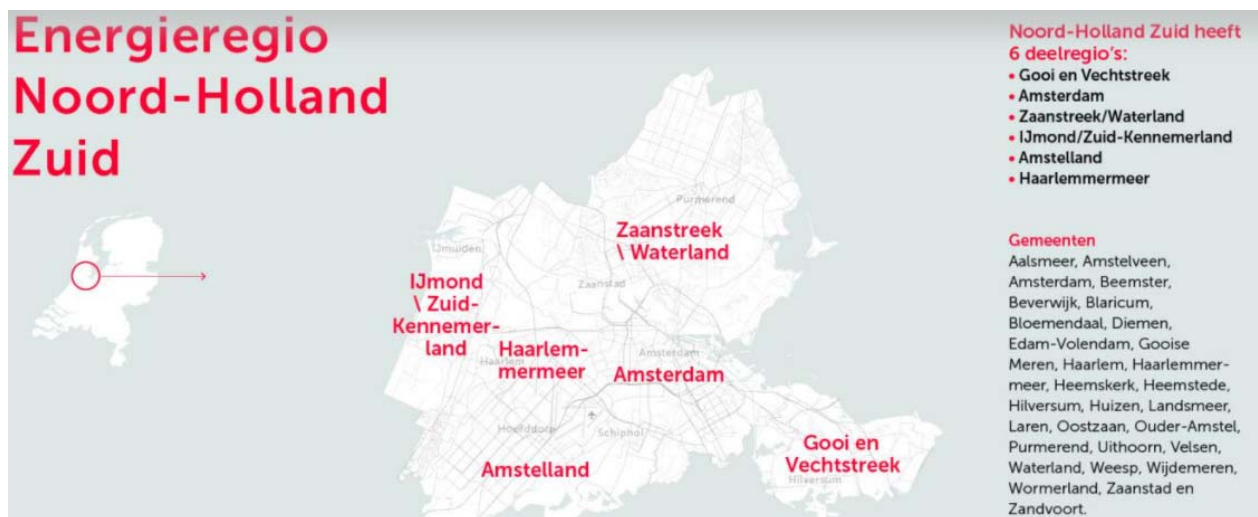 Energieregio
Noord-Holland
Zuid
Noord-Holland Zuid heeft
6 deelregio's:
• Gooi en Vechtstreek
• Amsterdam
• Zaanstreek/Waterland
• IJmond/Zuid-Kennemerland
• Amstelland
• Haarlemmermeer
Gemeenten
Aalsmeer, Amstelveen,
Amsterdam, Beemster,
Beverwijk, Blaricum,
Bloemendaal, Diemen,
Edam-Volendam, Gooise
Meren, Haarlem, Haarlemmer-
meer, Heemskerk, Heemstede,
Hilversum, Huizen, Landsmeer,
Laren, Oostzaan, Ouder-Amstel,
Purmerend, Uithoorn, Velsen,
Waterland, Weesp, Wijdemeren,
Wormerland, Zaanstad en
Zandvoort.
Purmerend
Zaanstreek
\ Waterland
IJmuiden
Zaanstad
IJmond
\ Zuid-
Kennemer-
land
Haarlem
Haarlem-
mermeer
Amsterdam
Amsterdam
Hoofddorp
Schiphol
Amstelland
Gooi en
Vechtstreek
Hilversum